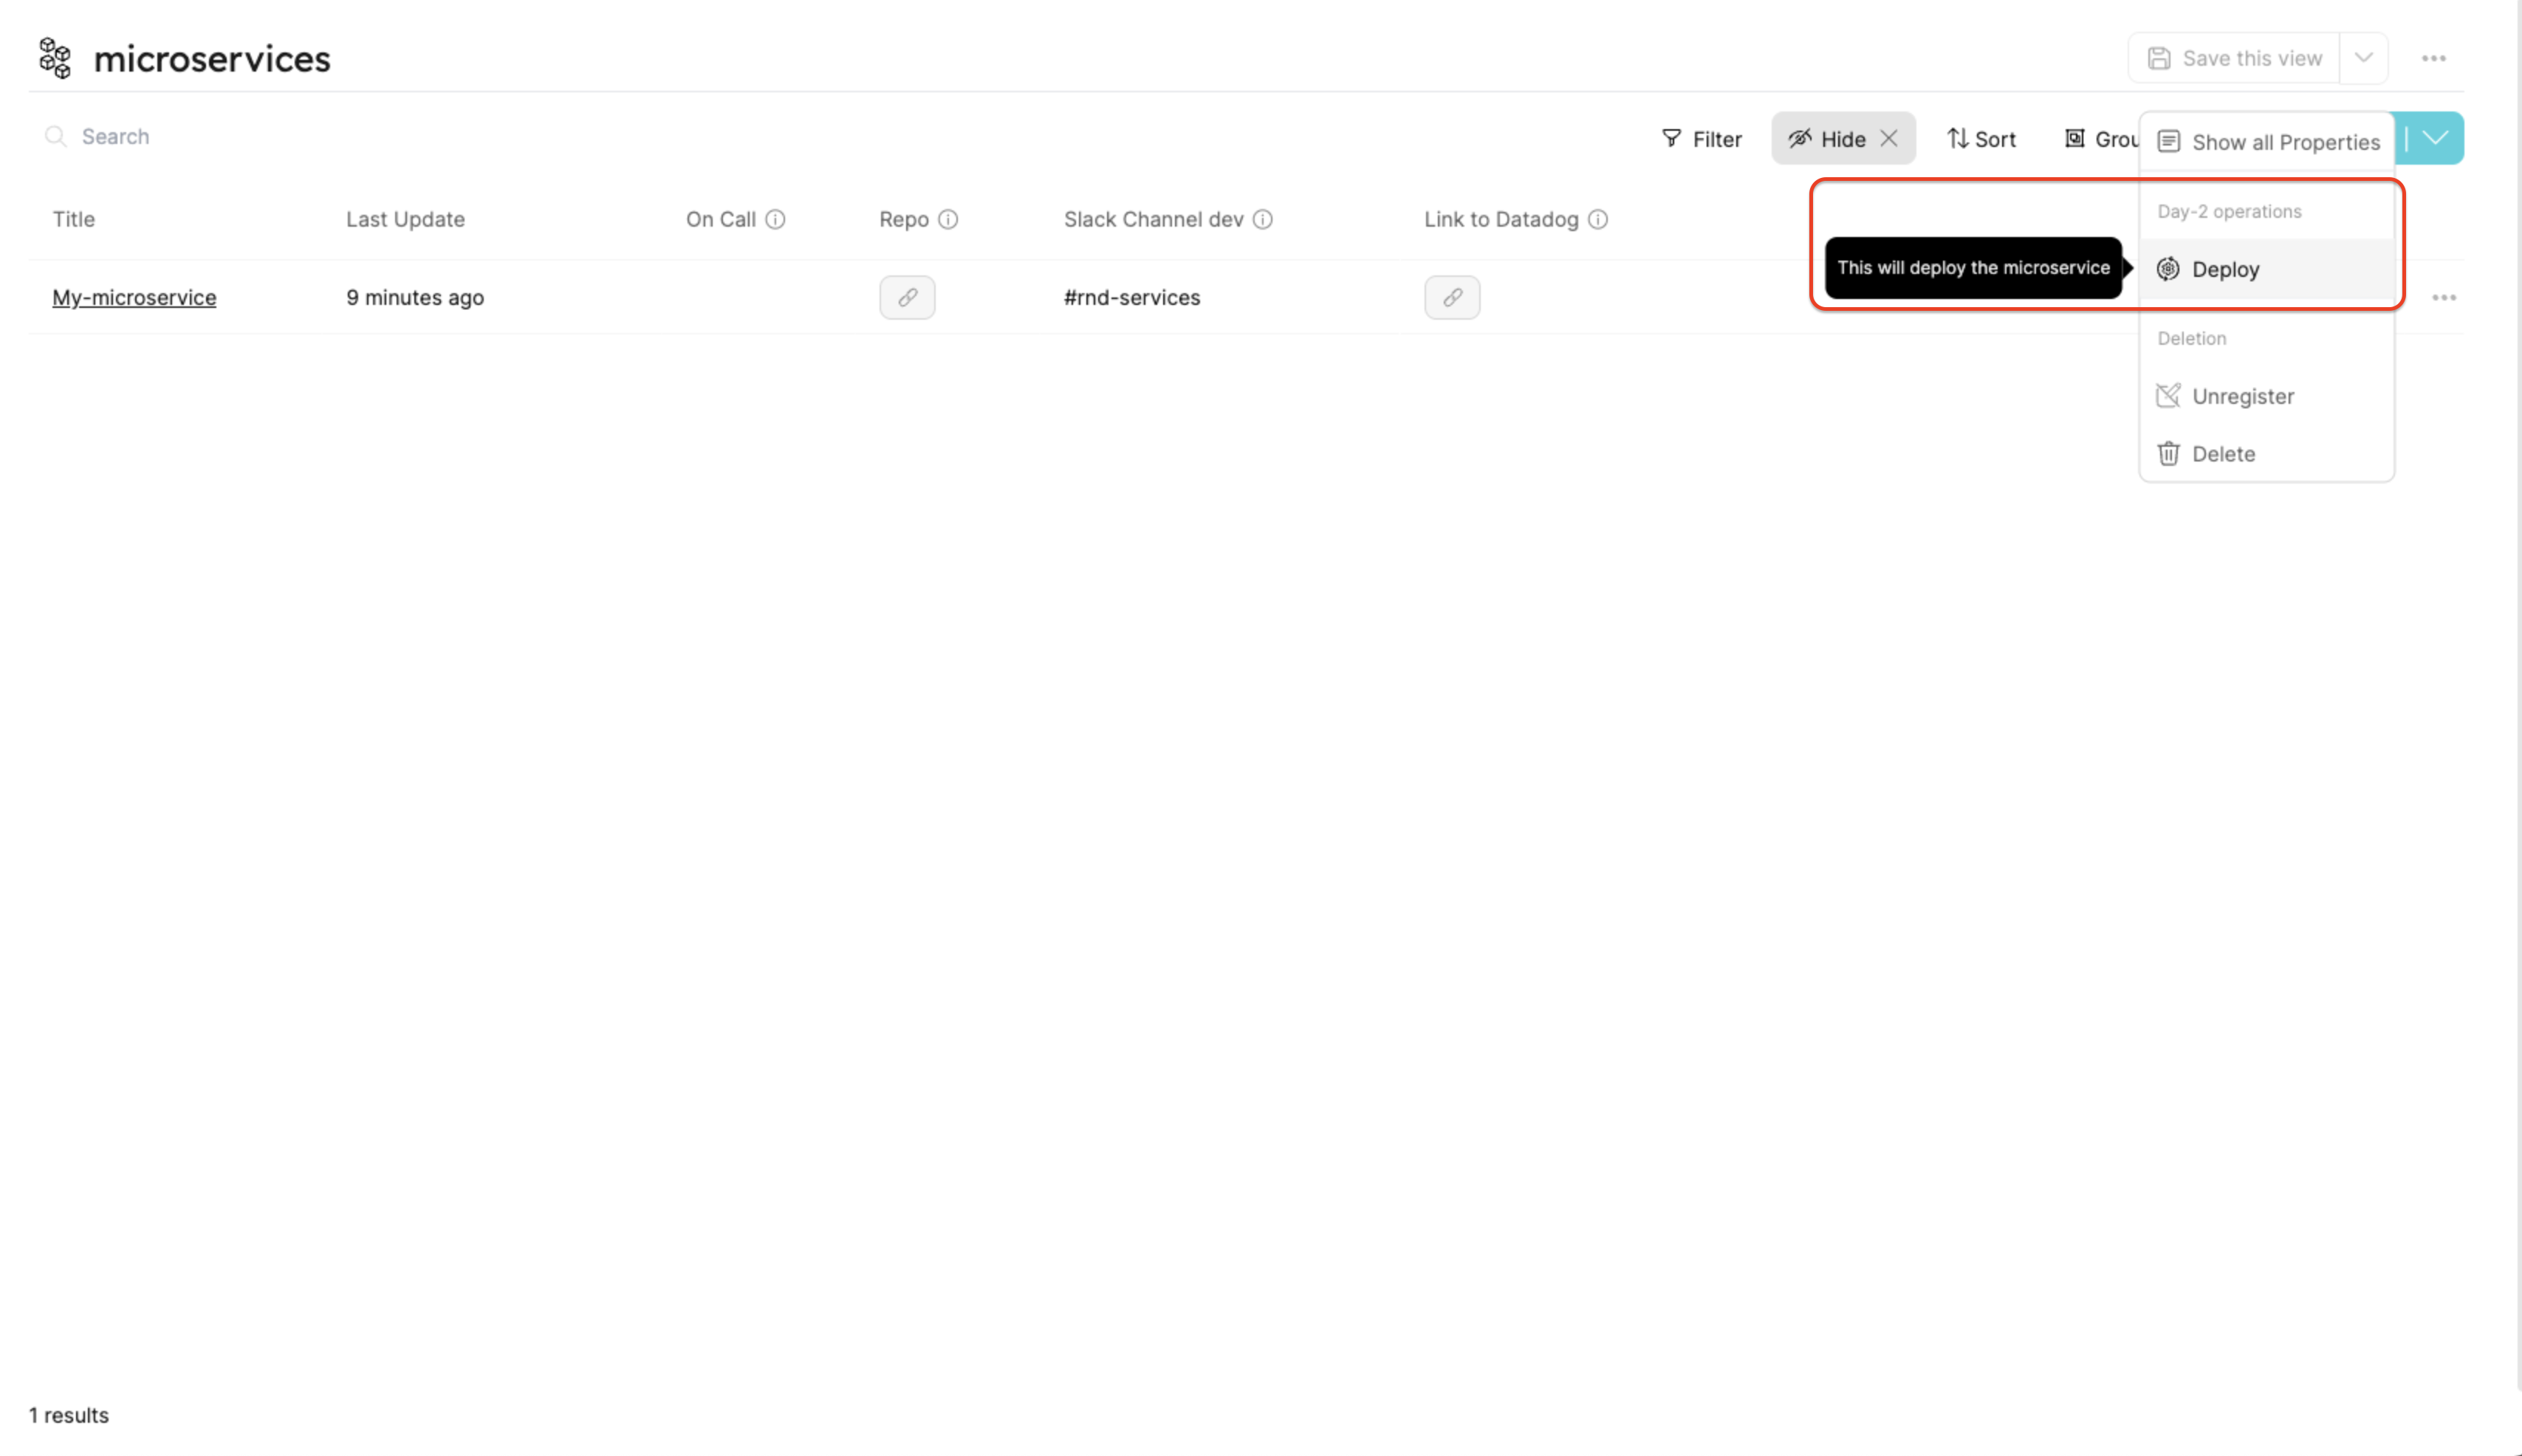 microservices
Save this view
Search
Filter
Hide
Sort
Grou
Show all Properties
Title
Last Update
On Call
Repo
Slack Channel dev
Link to Datadog
Day-2 operations
This will deploy the microservice
Deploy
My-microservice
9 minutes ago
#rnd-services
Deletion
Unregister
Delete
1 results